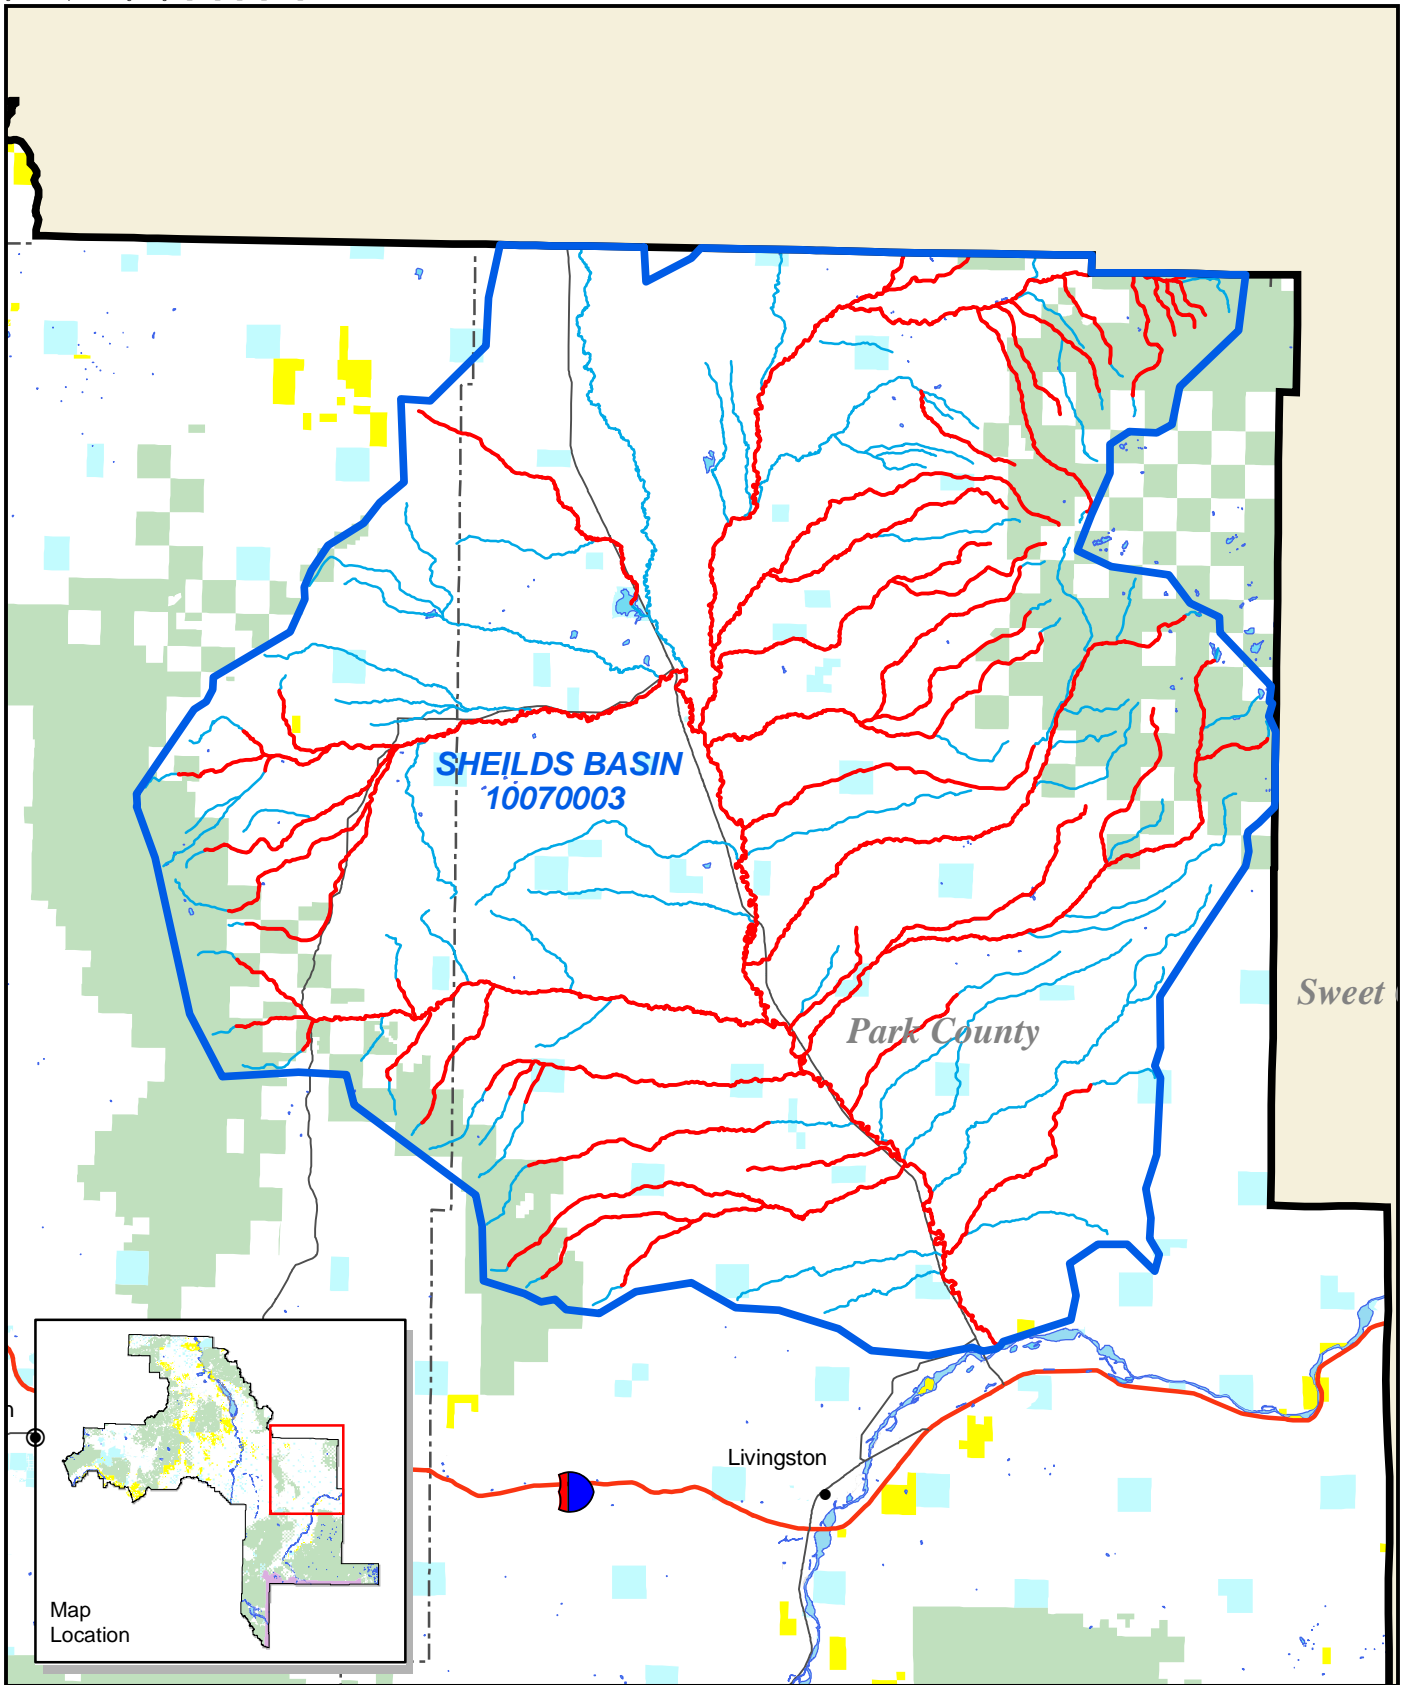 SHEILDS BASIN
10070003
Sweet
Park County
Livingston
Map
Location